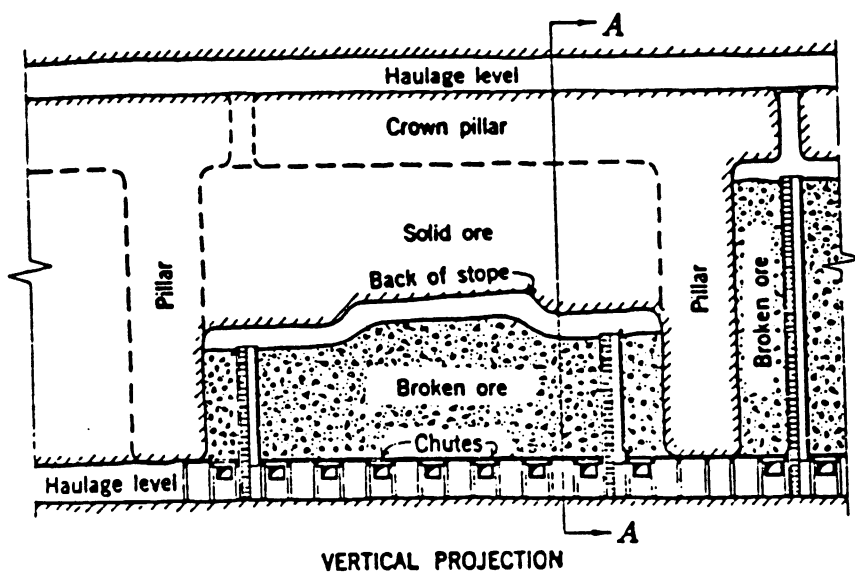 A
Haulage level
Crown pillar
Solid ore
Back of stope
Pillar
Pillar
Broken ore
Broken ore
Chutes
Haulage level
A
VERTICAL PROJECTION